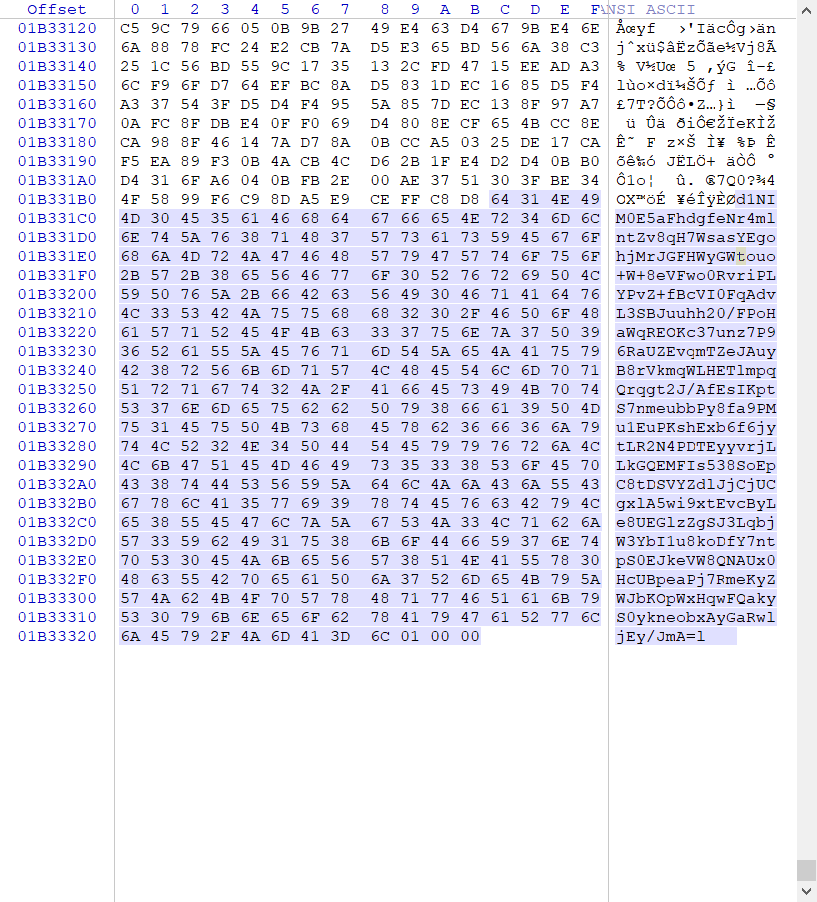 Offset 0 1 2 3 4 5 6 7 8 9 A B C D E F ANSI ASCII
01B33120 C5 9C 79 66 05 0B 9B 27 49 E4 63 D4 67 9B E4 6E Åœyf ›'IäcÔg›än
01B33130 6A 88 78 FC 24 E2 CB 7A D5 E3 65 BD 56 6A 38 C3 jˆxü$âËzÕãe½Vj8Ã
01B33140 25 1C 56 BD 55 9C 17 35 13 2C FD 47 15 EE AD A3 % V½Uœ 5 ,ýG î-£
01B33150 6C F9 6F D7 64 EF BC 8A D5 83 1D EC 16 85 D5 F4 lùo×dï¼ŠÕƒ ì …Õô
01B33160 A3 37 54 3F D5 D4 F4 95 5A 85 7D EC 13 8F 97 A7 £7T?ÕÔô•Z…}ì —§
01B33170 0A FC 8F DB E4 0F F0 69 D4 80 8E CF 65 4B CC 8E ü Ûä ðiÔ€ŽÏeKÌŽ
01B33180 CA 98 8F 46 14 7A D7 8A 0B CC A5 03 25 DE 17 CA Ê˜ F z×Š Ì¥ %Þ Ê
01B33190 F5 EA 89 F3 0B 4A CB 4C D6 2B 1F E4 D2 D4 0B B0 õê‰ó JËLÖ+ äÒÔ °
01B331A0 D4 31 6F A6 04 0B FB 2E 00 AE 37 51 30 3F BE 34 Ô1o¦ û. ®7Q0?¾4
01B331B0 4F 58 99 F6 C9 8D A5 E9 CE FF C8 D8 64 31 4E 49 OX™öÉ ¥éÎÿÈØd1NI
01B331C0 4D 30 45 35 61 46 68 64 67 66 65 4E 72 34 6D 6C M0E5aFhdgfeNr4ml
01B331D0 6E 74 5A 76 38 71 48 37 57 73 61 73 59 45 67 6F ntZv8qH7WsasYEgo
01B331E0 68 6A 4D 72 4A 47 46 48 57 79 47 57 74 6F 75 6F hjMrJGFHWyGWtouo
01B331F0 2B 57 2B 38 65 56 46 77 6F 30 52 76 72 69 50 4C +W+8eVFwo0RvriPL
01B33200 59 50 76 5A 2B 66 42 63 56 49 30 46 71 41 64 76 YPvZ+fBcVI0FqAdv
01B33210 4C 33 53 42 4A 75 75 68 68 32 30 2F 46 50 6F 48 L3SBJuuhh20/FPoH
01B33220 61 57 71 52 45 4F 4B 63 33 37 75 6E 7A 37 50 39 aWqREOKc37unz7P9
01B33230 36 52 61 55 5A 45 76 71 6D 54 5A 65 4A 41 75 79 6RaUZEvqmTZeJAuy
01B33240 42 38 72 56 6B 6D 71 57 4C 48 45 54 6C 6D 70 71 B8rVkmqWLHETlmpq
01B33250 51 72 71 67 74 32 4A 2F 41 66 45 73 49 4B 70 74 Qrqgt2J/AfEsIKpt
01B33260 53 37 6E 6D 65 75 62 62 50 79 38 66 61 39 50 4D S7nmeubbPy8fa9PM
01B33270 75 31 45 75 50 4B 73 68 45 78 62 36 66 36 6A 79 u1EuPKshExb6f6jy
01B33280 74 4C 52 32 4E 34 50 44 54 45 79 79 76 72 6A 4C tLR2N4PDTEyyvrjL
01B33290 4C 6B 47 51 45 4D 46 49 73 35 33 38 53 6F 45 70 LkGQEMFIs538SoEp
01B332A0 43 38 74 44 53 56 59 5A 64 6C 4A 6A 43 6A 55 43 C8tDSVYZdlJjCjUC
01B332B0 67 78 6C 41 35 77 69 39 78 74 45 76 63 42 79 4C gxlA5wi9xtEvcByL
01B332C0 65 38 55 45 47 6C 7A 5A 67 53 4A 33 4C 71 62 6A e8UEGlzZgSJ3Lqbj
01B332D0 57 33 59 62 49 31 75 38 6B 6F 44 66 59 37 6E 74 W3YbI1u8koDfY7nt
01B332E0 70 53 30 45 4A 6B 65 56 57 38 51 4E 41 55 78 30 pS0EJkeVW8QNAUx0
01B332F0 48 63 55 42 70 65 61 50 6A 37 52 6D 65 4B 79 5A HcUBpeaPj7RmeKyZ
01B33300 57 4A 62 4B 4F 70 57 78 48 71 77 46 51 61 6B 79 WJbKOpWxHqwFQaky
01B33310 53 30 79 6B 6E 65 6F 62 78 41 79 47 61 52 77 6C S0ykneobxAyGaRwl
01B33320 6A 45 79 2F 4A 6D 41 3D 6C 01 00 00 jEy/JmA=l